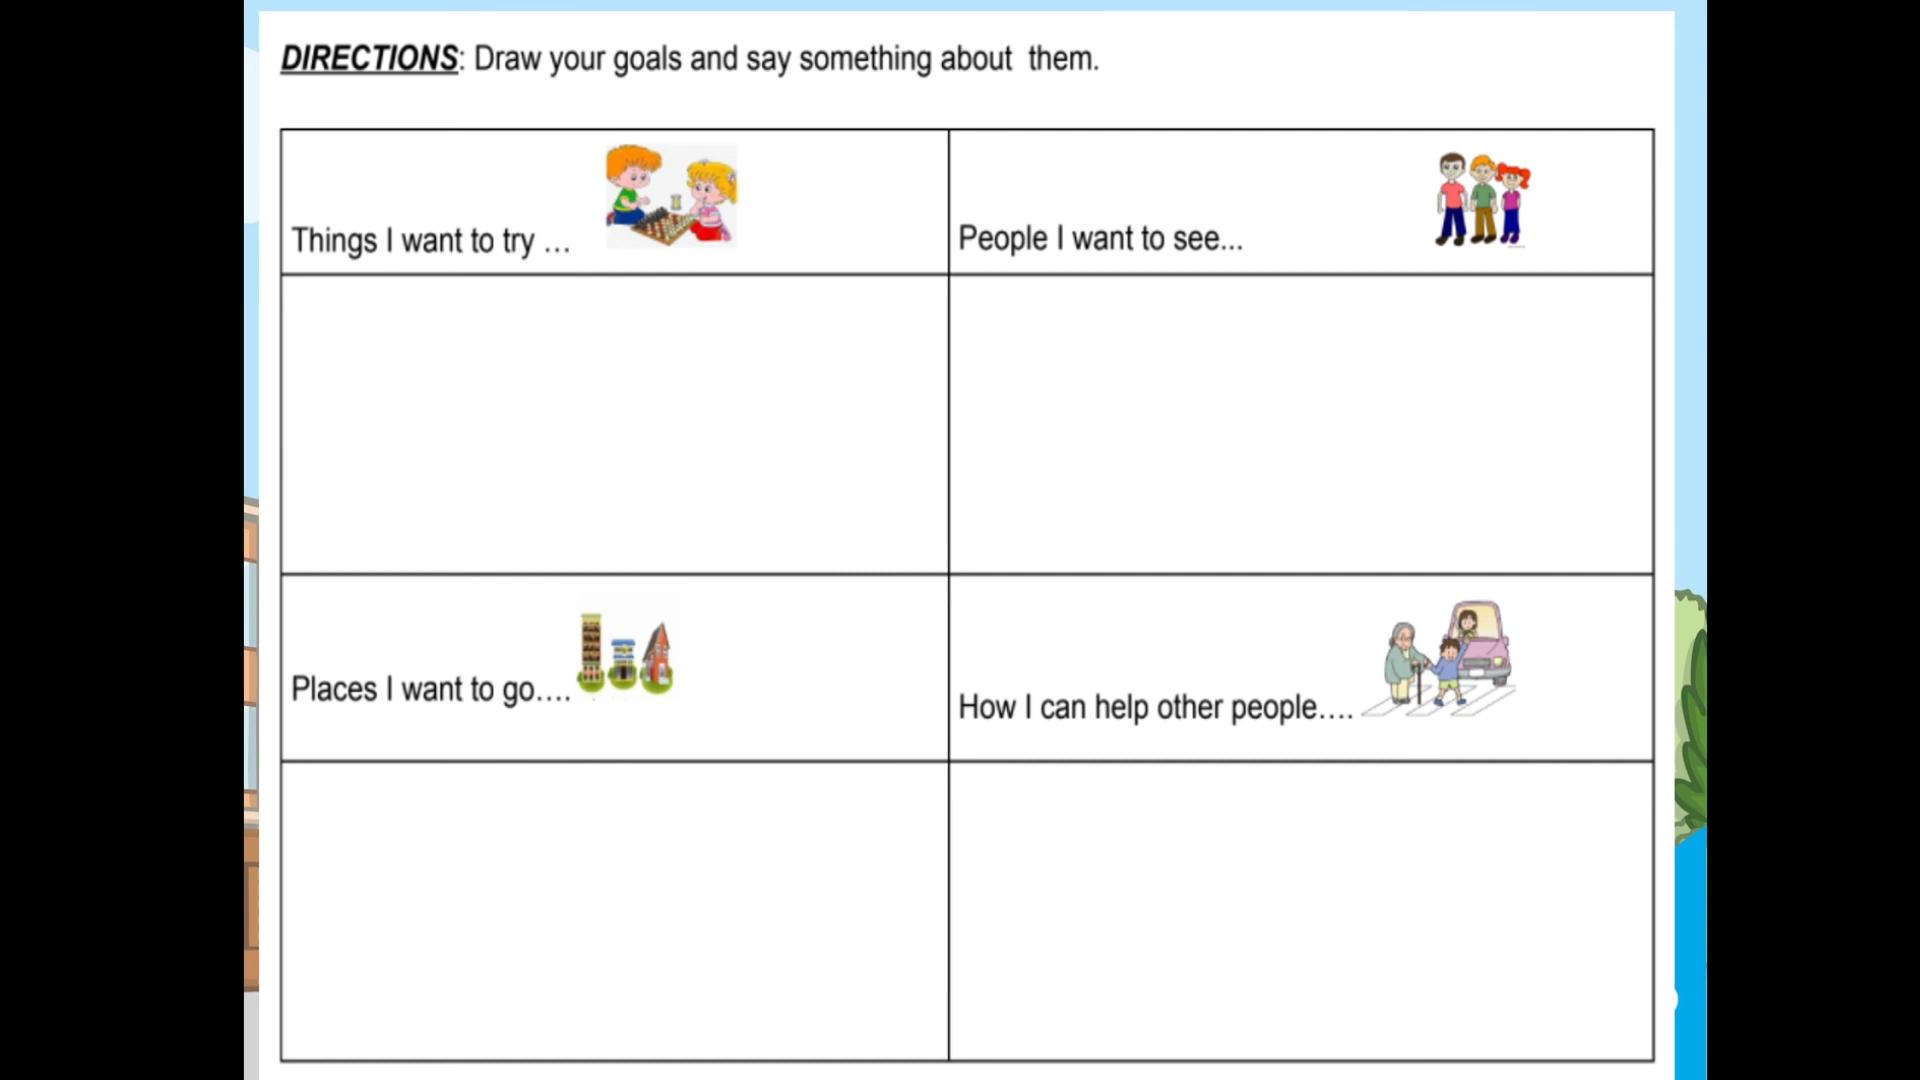 DIRECTIONS: Draw your goals and say something about them.
Things I want to try …
People I want to see...
Places I want to go….
How I can help other people….